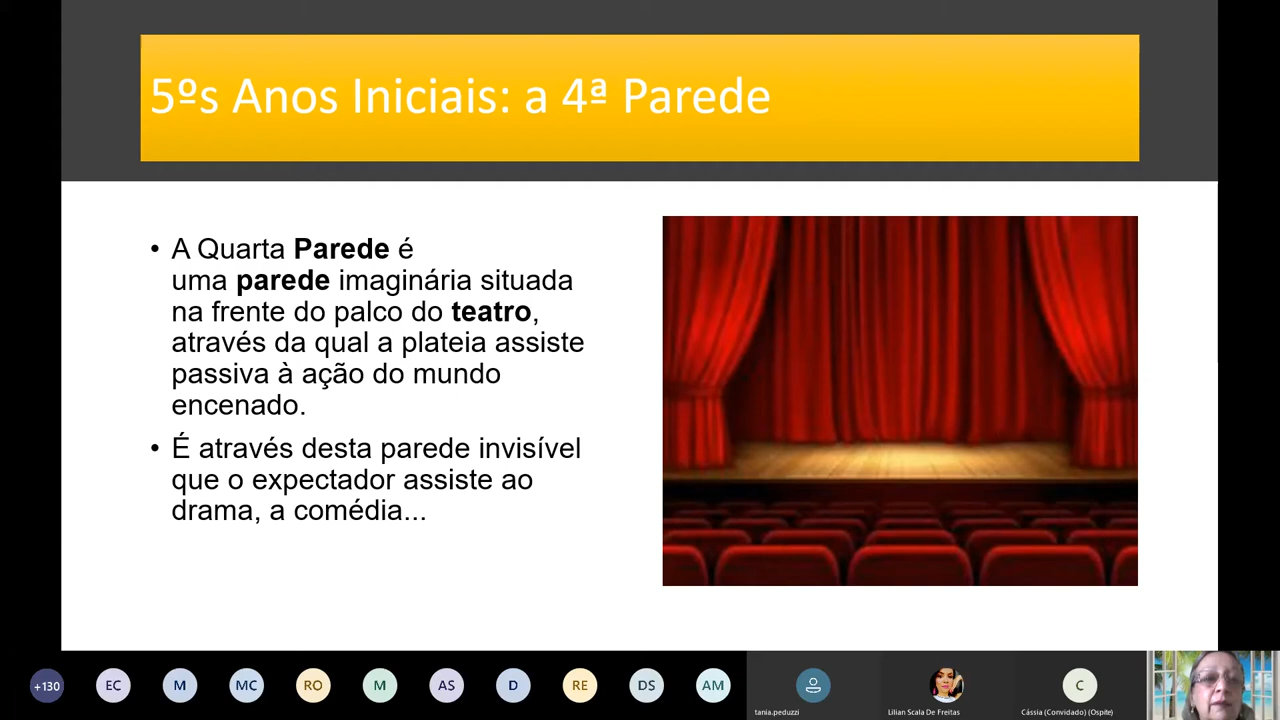 5ºs Anos Iniciais: a 4ª Parede
• A Quarta Parede é
uma parede imaginária situada
na frente do palco do teatro,
através da qual a plateia assiste
passiva à ação do mundo
encenado.
• É através desta parede invisível
que o expectador assiste ao
drama, a comédia...
+130 EC M MC RO M AS D RE DS AM C
tania.peduzzi Lilian Scala De Freitas Cássia (Convidado) (Ospite)